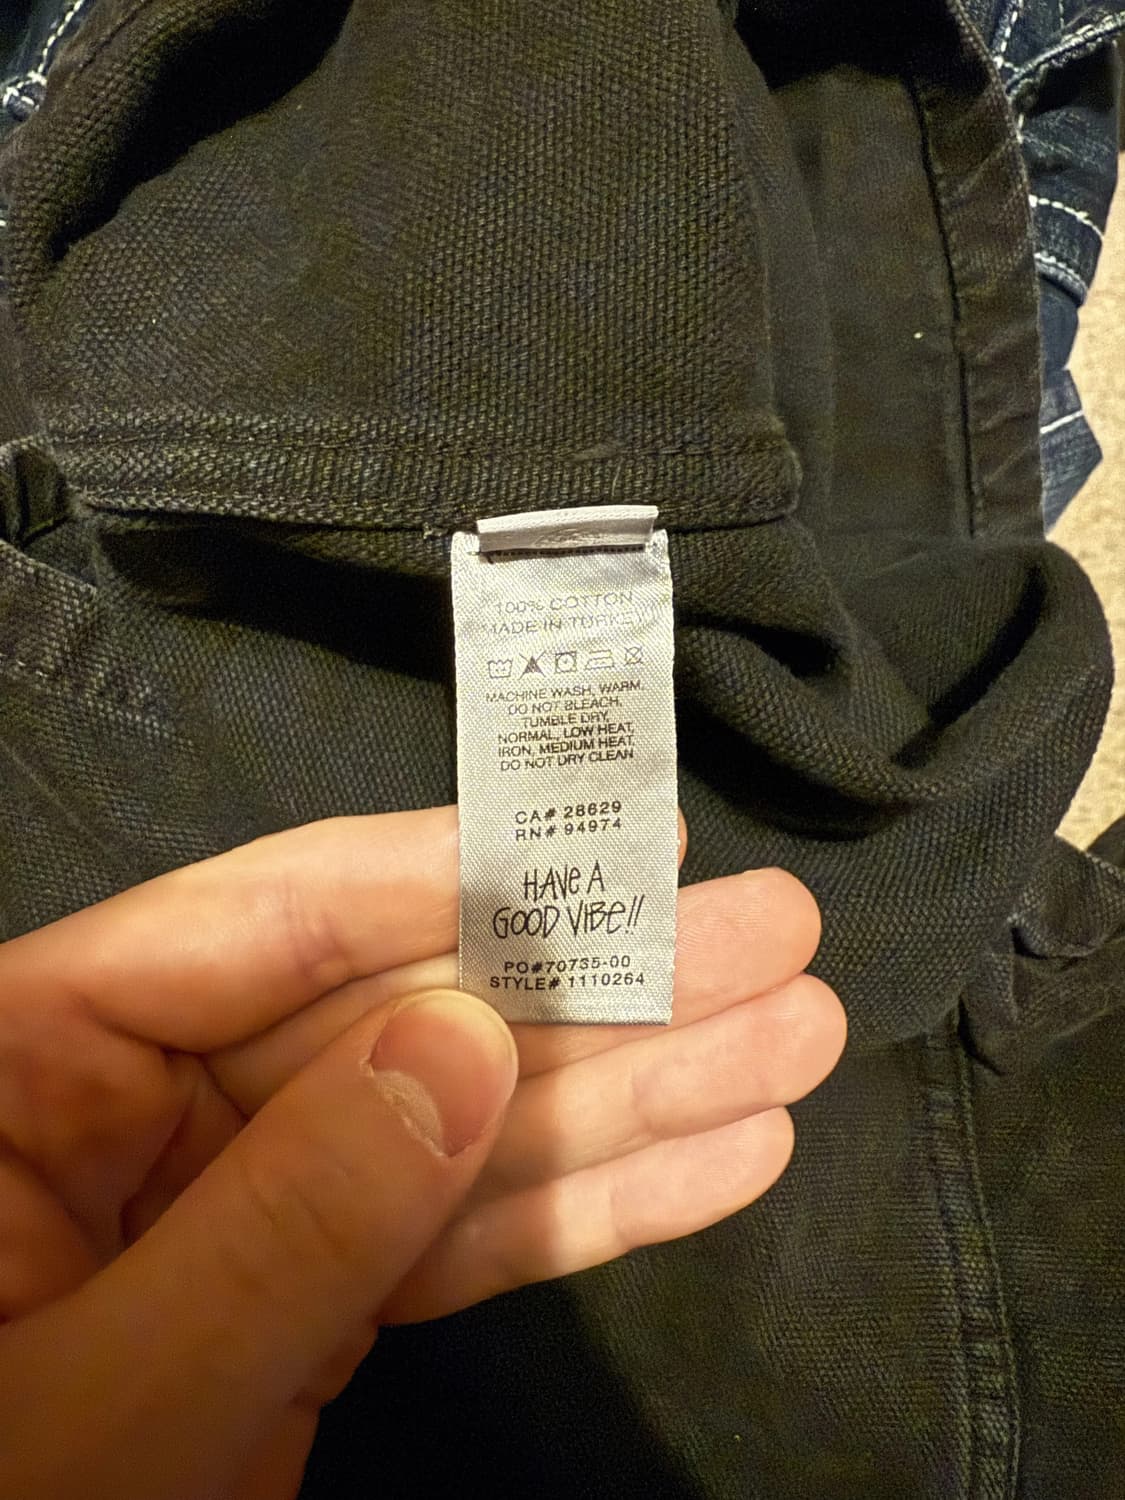 100% COTTON
MADE IN TURKEY
MACHINE WASH, WARM,
DO NOT BLEACH,
TUMBLE DRY,
NORMAL, LOW HEAT,
IRON, MEDIUM HEAT
DO NOT DRY CLEAN
CA# 28629
RN# 94974
HAVe A
GOOD VIBe!!
PO#70735-00
STYLE# 1110264